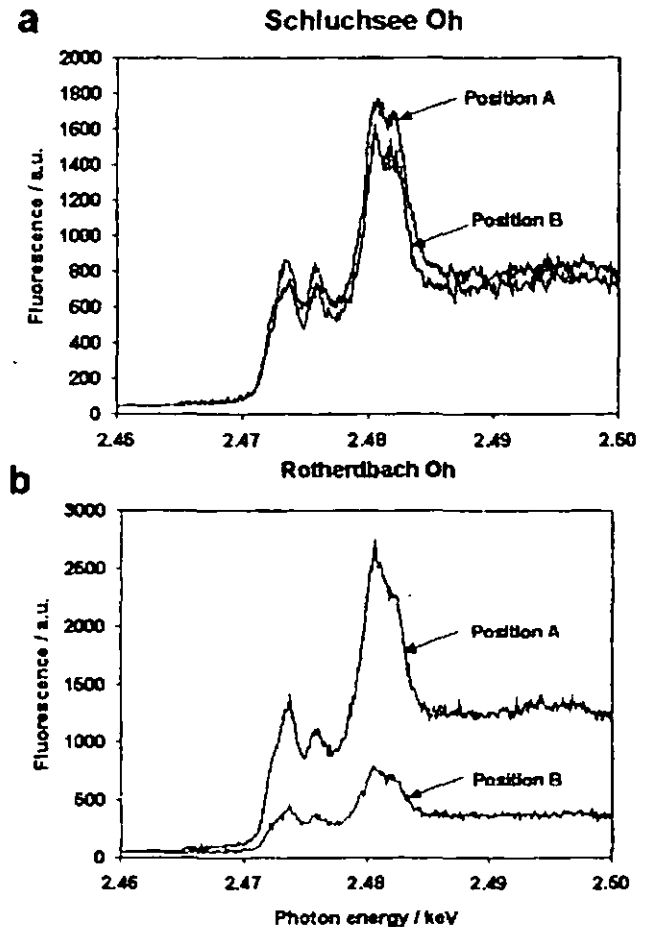 a
Schluchsee Oh
2000
1800
1600
1400
1200
1000
800
600
400
200
0
Fluorescence / a.u.
Position A
Position B
2.46
2.47
2.48
2.49
2.50
b
Rotherdbach Oh
3000
2500
2000
1500
1000
500
0
Fluorescence / a.u.
Position A
Position B
2.46
2.47
2.48
2.49
2.50
Photon energy / keV